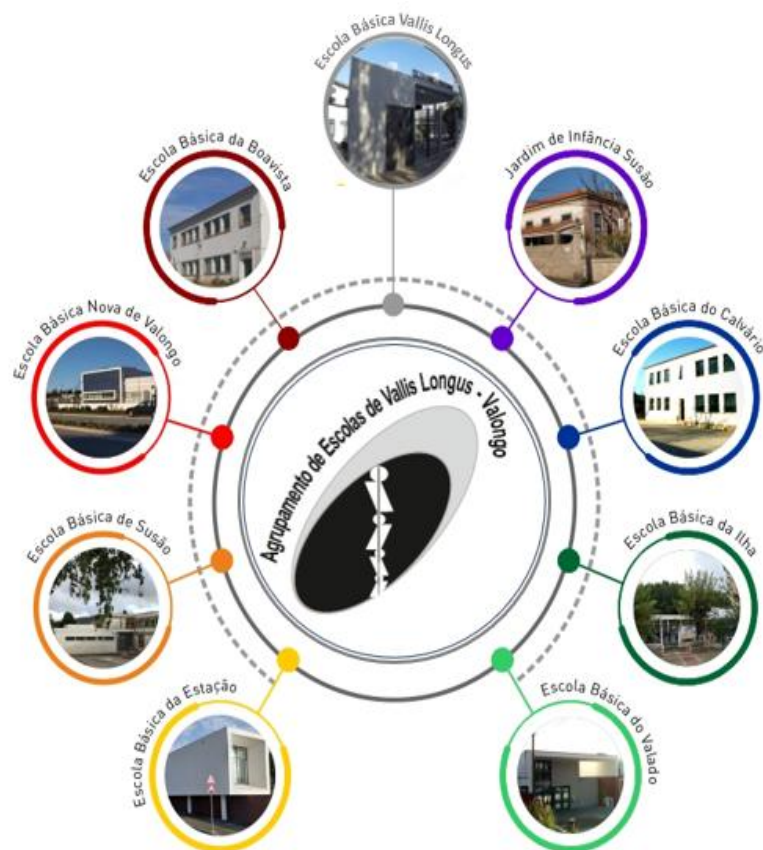 Escola Básica Vallis Longus
Escola Básica da Boavista
Jardim de Infância Susão
Escola Básica Nova de Valongo
Escola Básica do Calvário
Agrupamento de Escolas de Vallis Longus - Valongo
Escola Básica de Susão
Escola Básica da Ilha
Escola Básica da Estação
Escola Básica do Valado